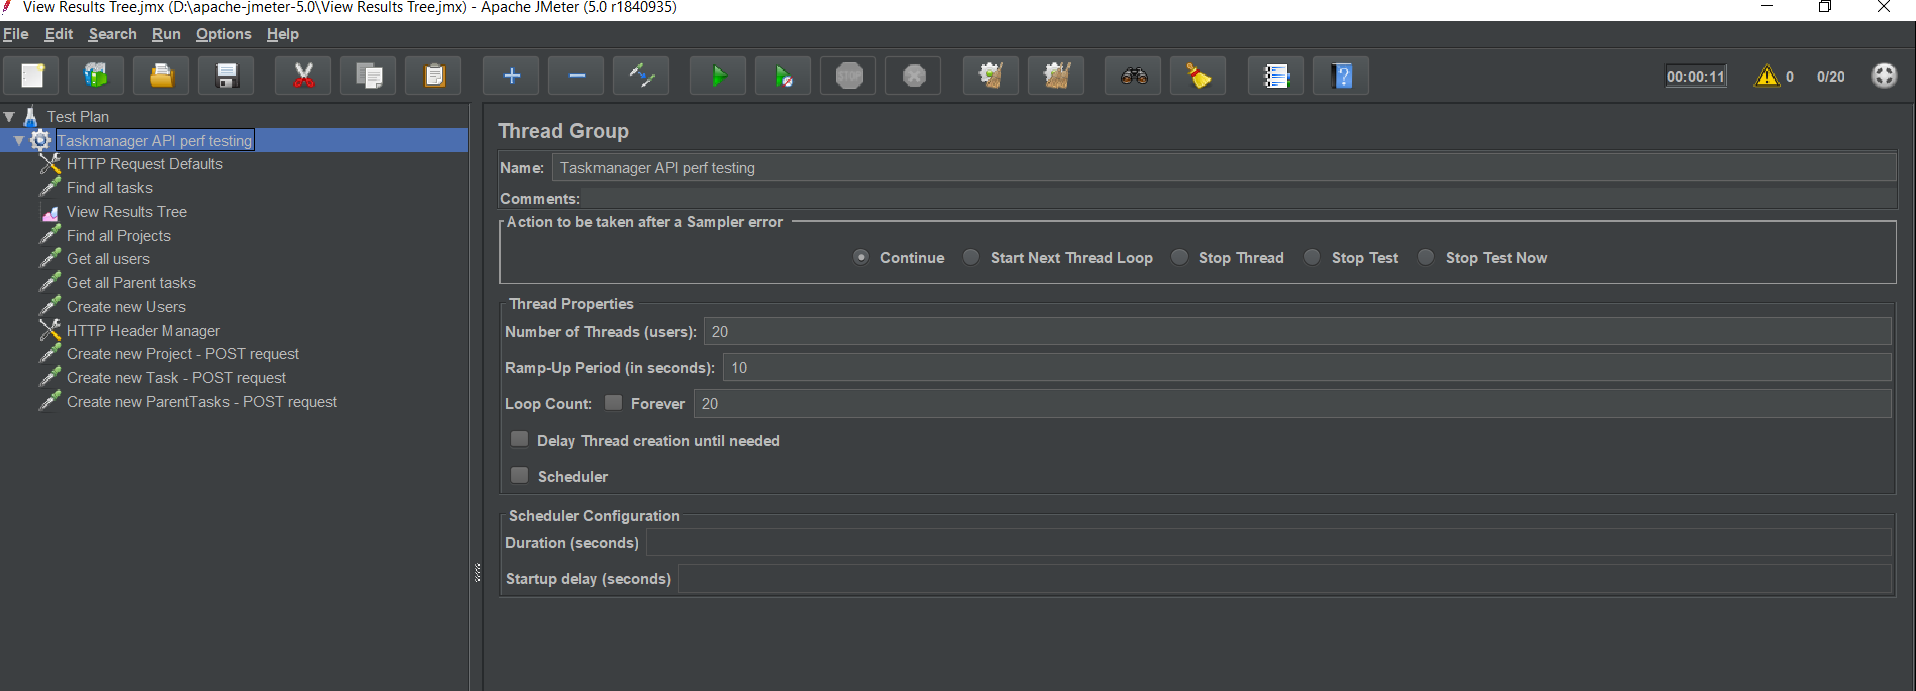 View Results Tree.jmx (D:\apache-jmeter-5.0\View Results Tree.jmx) - Apache JMeter (5.0 r1840935)
File Edit Search Run Options Help
STOP 00:00:11 0 0/20
Test Plan
Taskmanager API perf testing
HTTP Request Defaults
Find all tasks
View Results Tree
Find all Projects
Get all users
Get all Parent tasks
Create new Users
HTTP Header Manager
Create new Project - POST request
Create new Task - POST request
Create new ParentTasks - POST request
Thread Group
Name: Taskmanager API perf testing
Comments:
Action to be taken after a Sampler error
Continue Start Next Thread Loop Stop Thread Stop Test Stop Test Now
Thread Properties
Number of Threads (users): 20
Ramp-Up Period (in seconds): 10
Loop Count: Forever 20
Delay Thread creation until needed
Scheduler
Scheduler Configuration
Duration (seconds)
Startup delay (seconds)